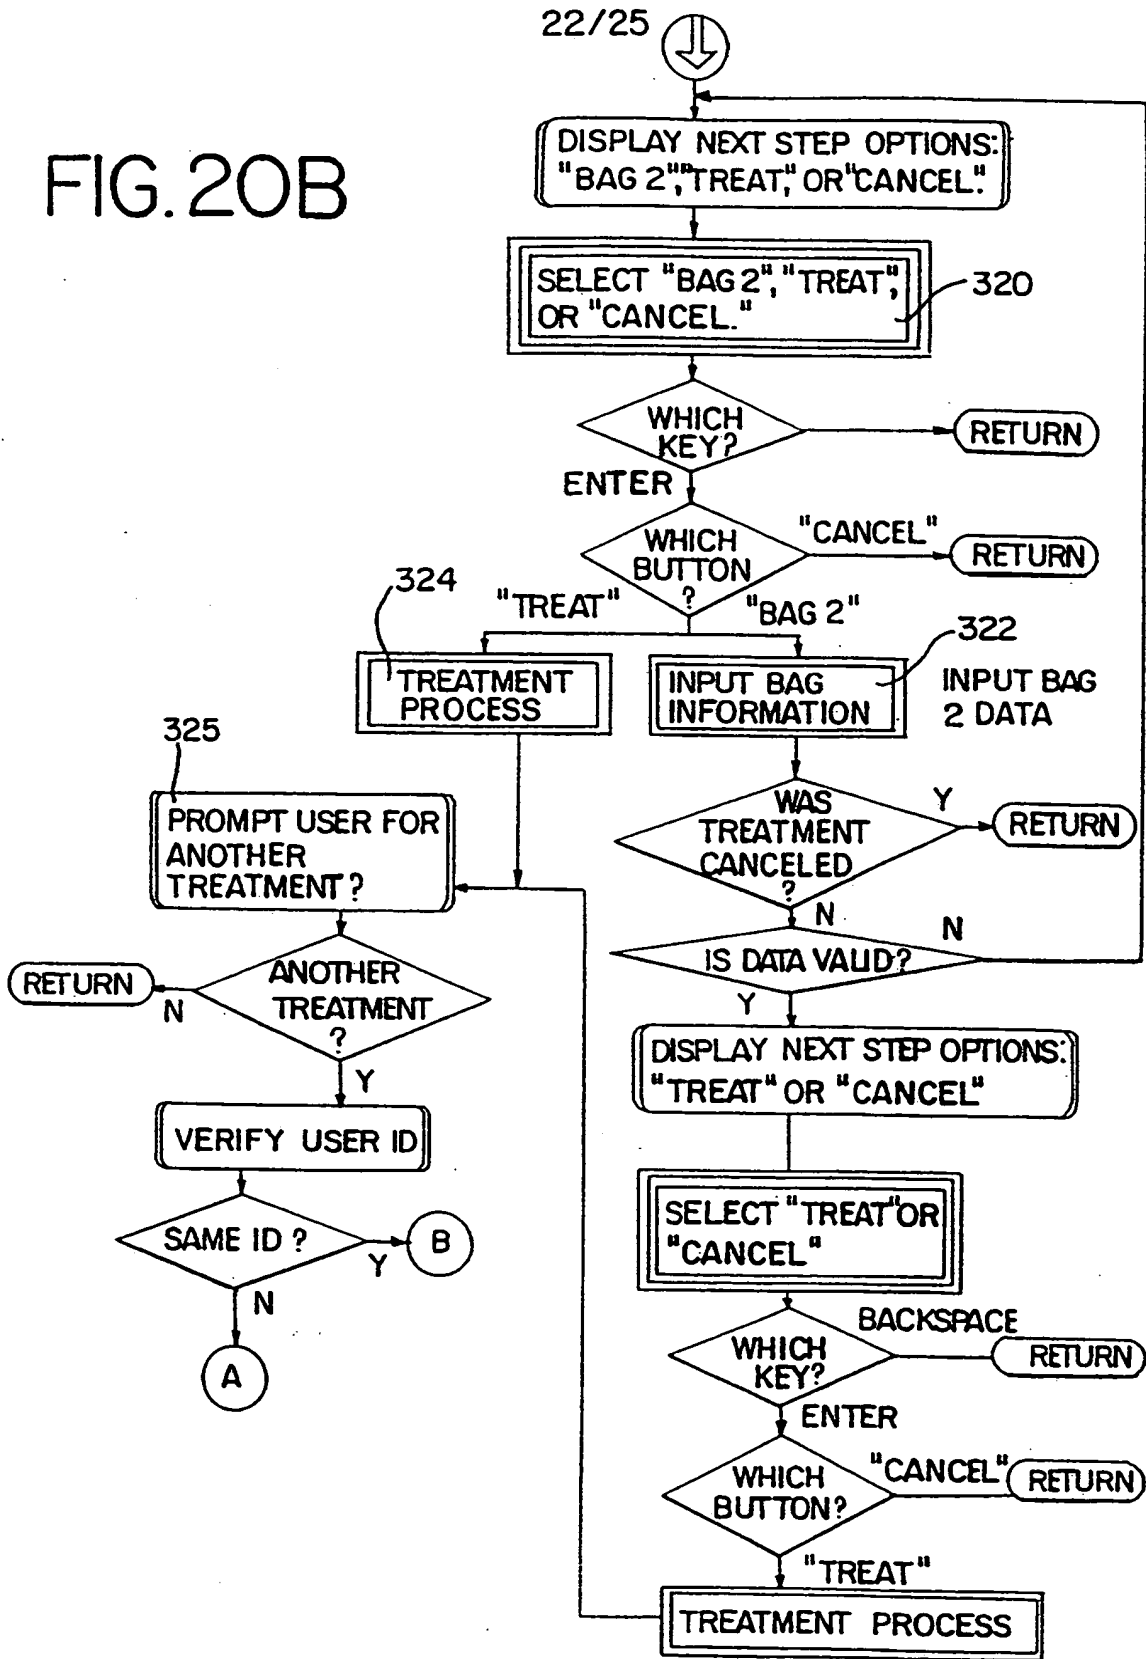 22/25
FIG. 20B
DISPLAY NEXT STEP OPTIONS:
"BAG 2","TREAT," OR "CANCEL."
SELECT "BAG 2", "TREAT",
OR "CANCEL."
320
WHICH
KEY?
RETURN
ENTER
WHICH
BUTTON
?
"CANCEL"
RETURN
"TREAT"
"BAG 2"
324
TREATMENT
PROCESS
322
INPUT BAG
INFORMATION
INPUT BAG
2 DATA
325
PROMPT USER FOR
ANOTHER
TREATMENT?
WAS
TREATMENT
CANCELED
?
Y
RETURN
N
IS DATA VALID?
N
Y
ANOTHER
TREATMENT
?
RETURN
N
Y
VERIFY USER ID
SAME ID ?
Y
B
N
A
DISPLAY NEXT STEP OPTIONS:
"TREAT" OR "CANCEL"
SELECT "TREAT" OR
"CANCEL"
WHICH
KEY?
BACKSPACE
RETURN
ENTER
WHICH
BUTTON?
"CANCEL"
RETURN
"TREAT"
TREATMENT PROCESS